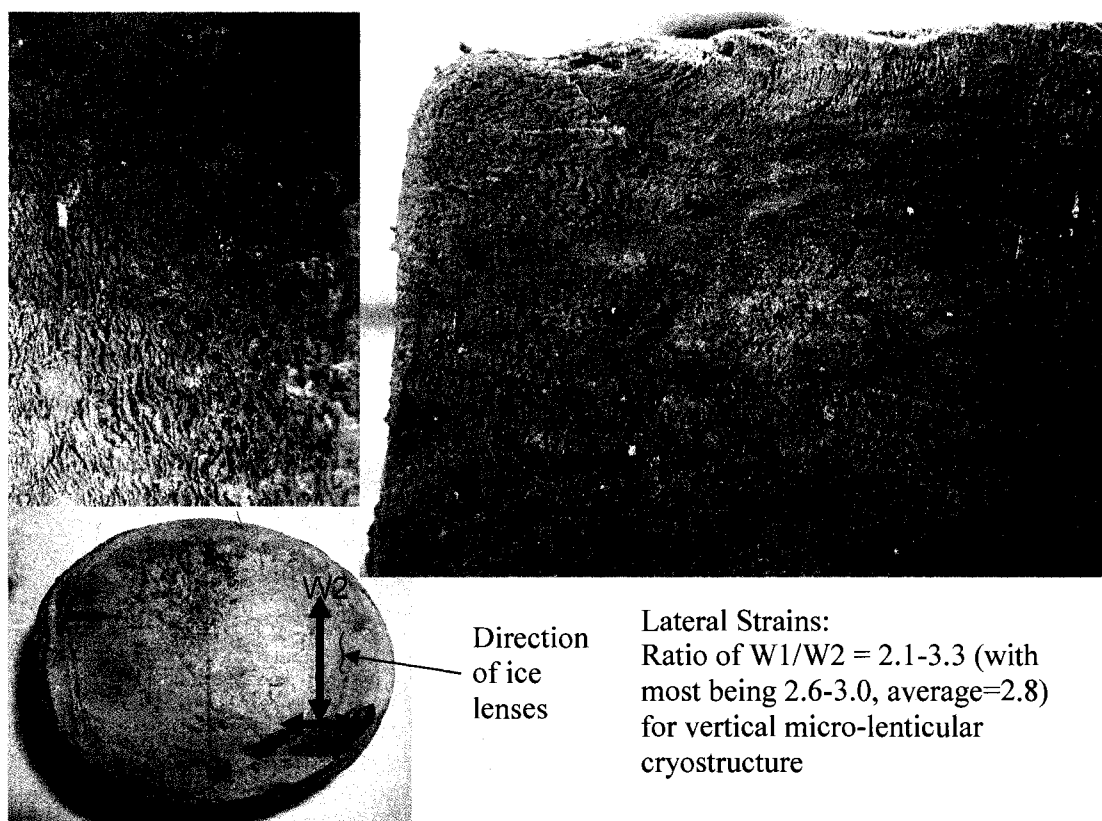 W2
Direction
of ice
lenses
Lateral Strains:
Ratio of W1/W2 = 2.1-3.3 (with
most being 2.6-3.0, average=2.8)
for vertical micro-lenticular
cryostructure